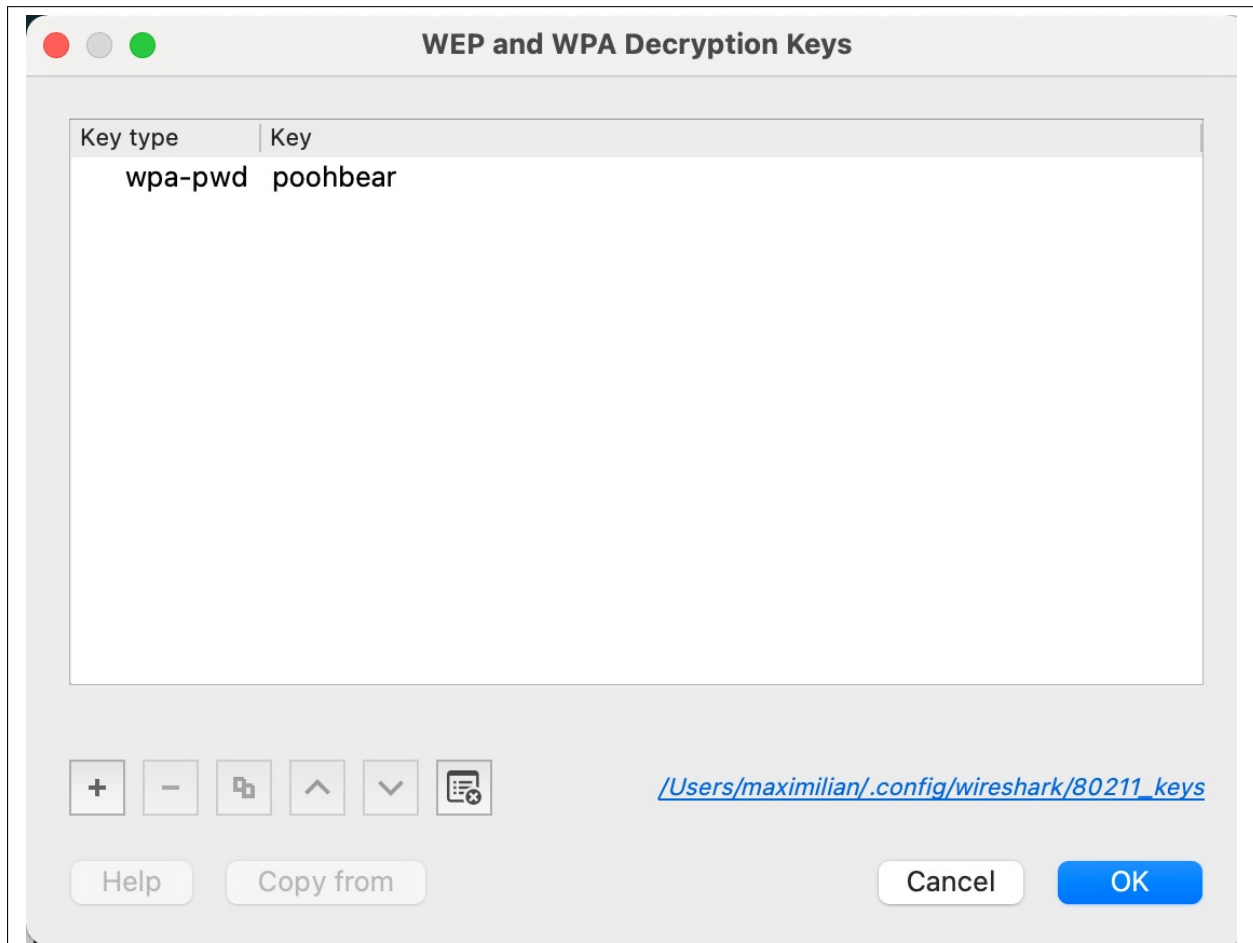 WEP and WPA Decryption Keys
Key type Key
wpa-pwd poohbear
/Users/maximilian/.config/wireshark/80211_keys
Help Copy from Cancel OK